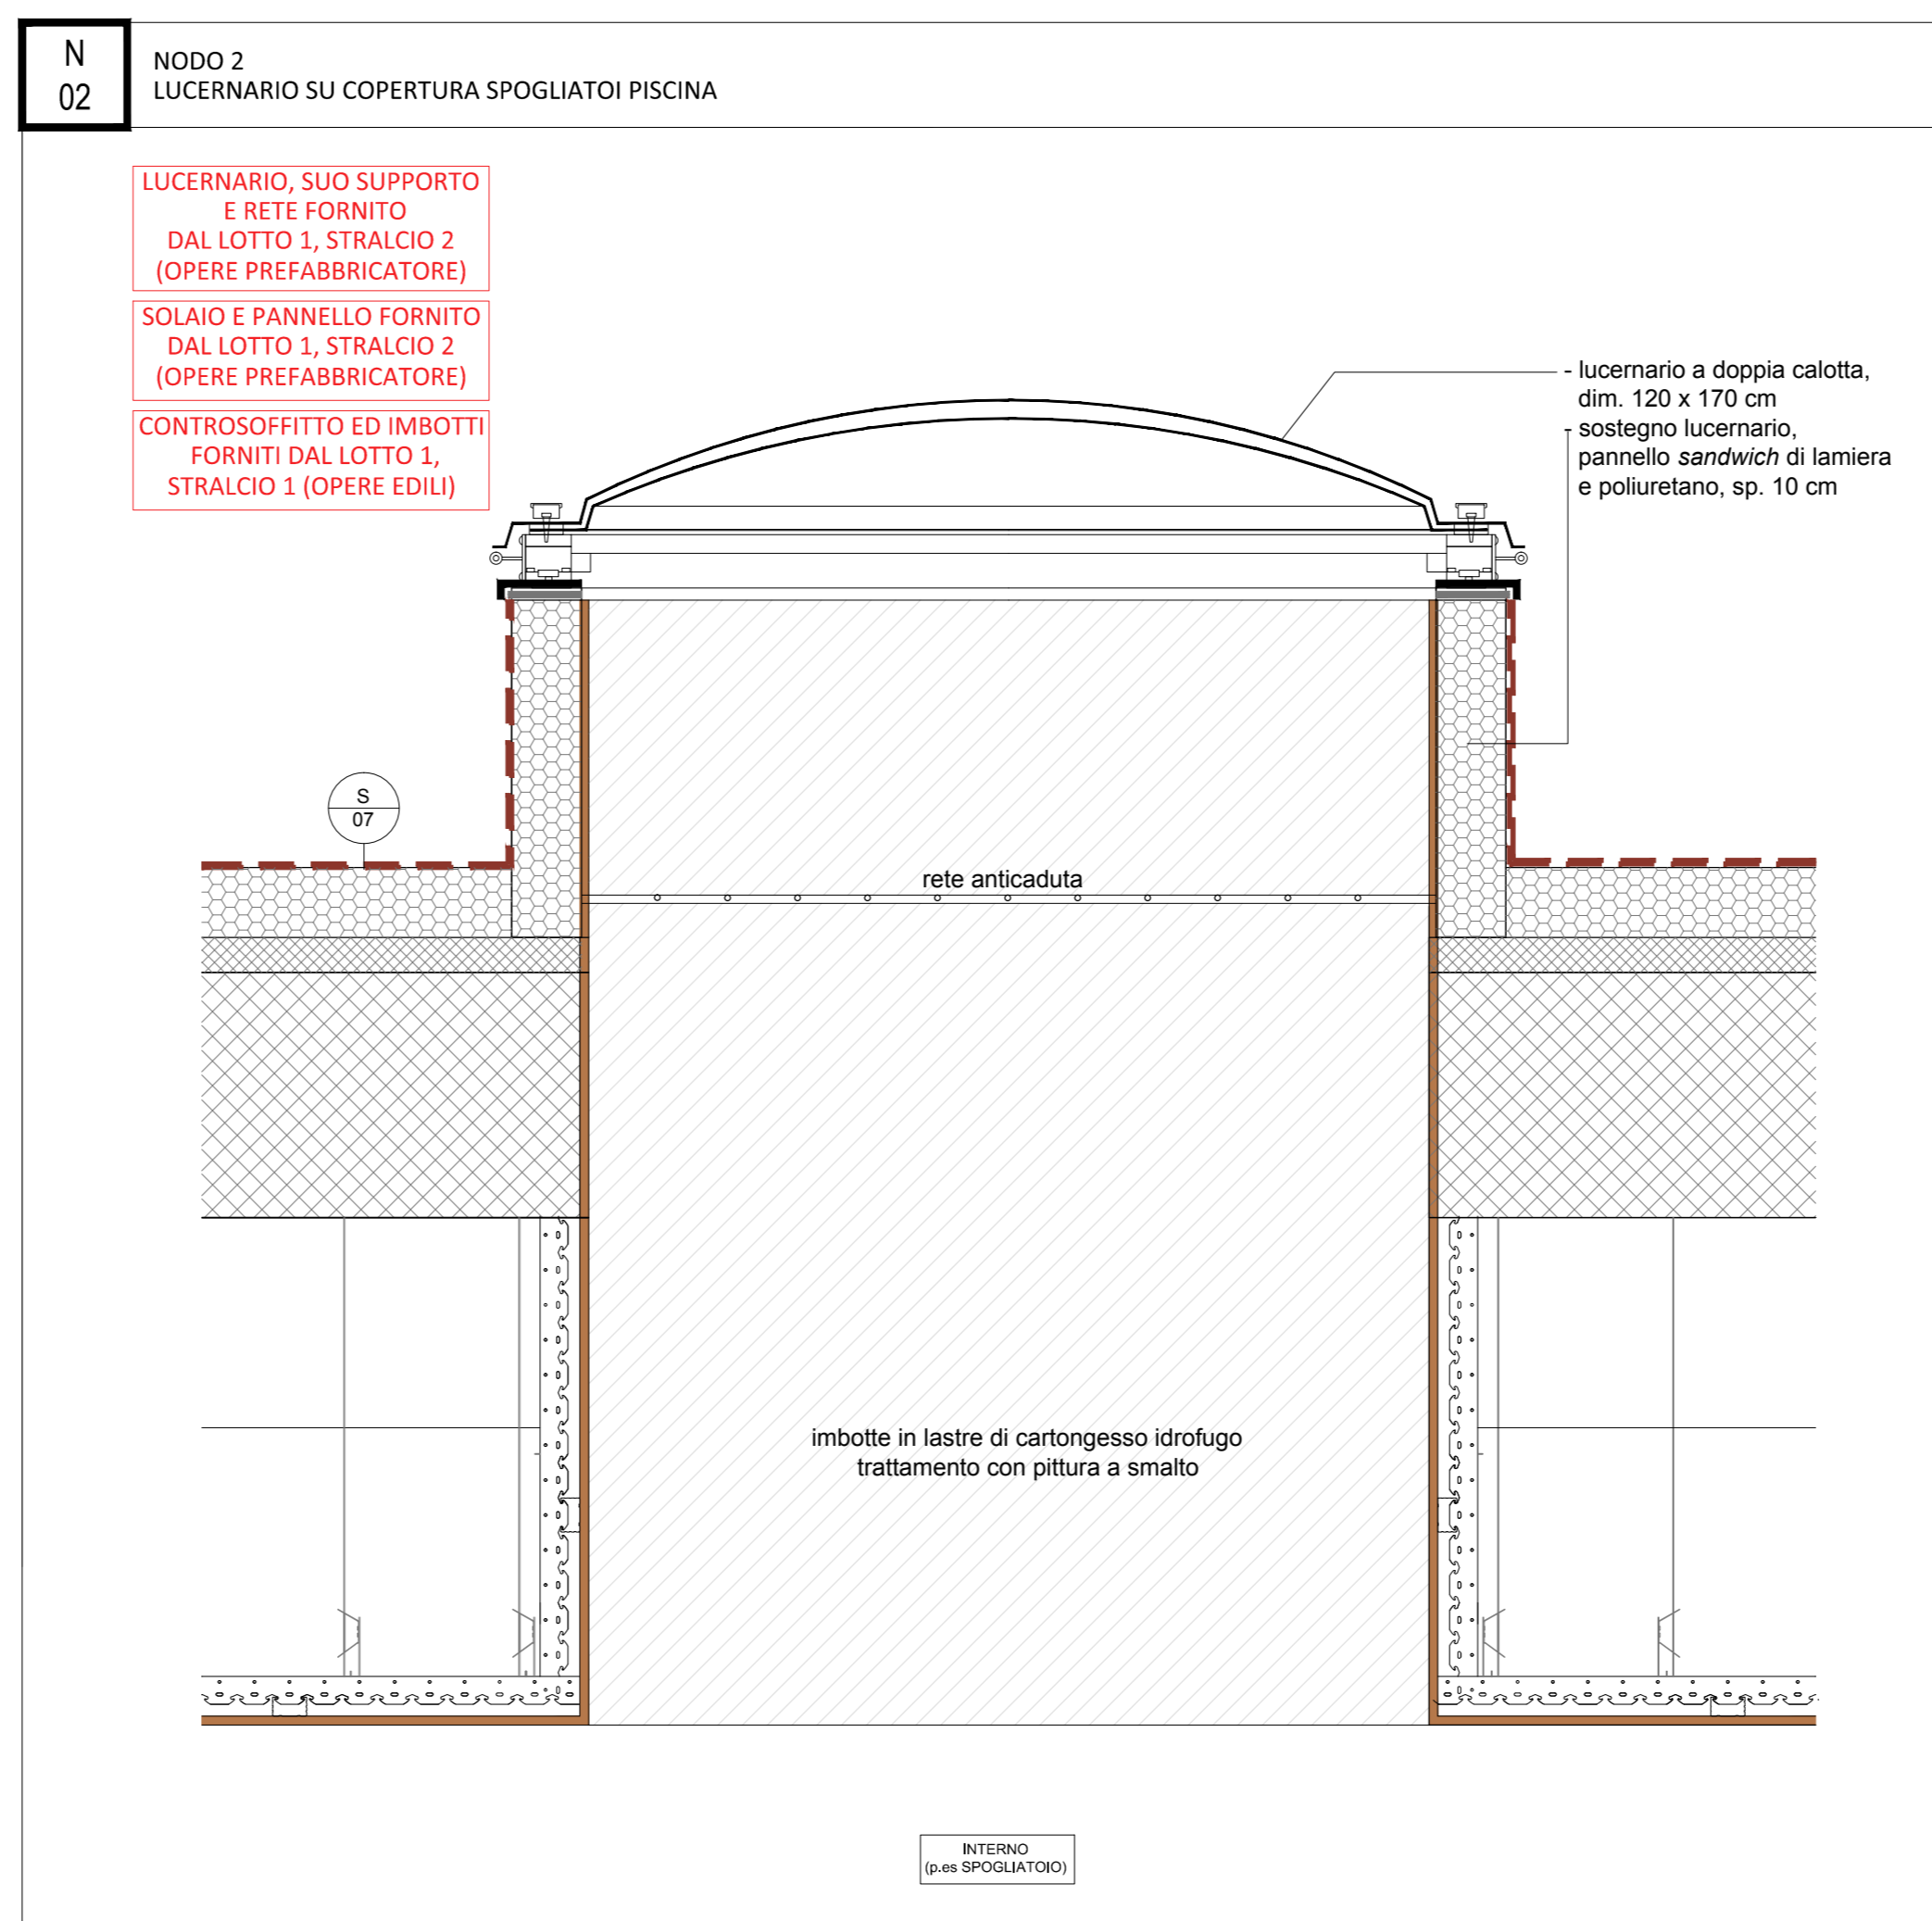 N
02
NODO 2
LUCERNARIO SU COPERTURA SPOGLIATOI PISCINA
LUCERNARIO, SUO SUPPORTO
E RETE FORNITO
DAL LOTTO 1, STRALCIO 2
(OPERE PREFABBRICATORE)
SOLAIO E PANNELLO FORNITO
DAL LOTTO 1, STRALCIO 2
(OPERE PREFABBRICATORE)
CONTROSOFFITTO ED IMBOTTI
FORNITI DAL LOTTO 1,
STRALCIO 1 (OPERE EDILI)
- lucernario a doppia calotta,
dim. 120 x 170 cm
- sostegno lucernario,
pannello sandwich di lamiera
e poliuretano, sp. 10 cm
S
07
rete anticaduta
imbotte in lastre di cartongesso idrofugo
trattamento con pittura a smalto
INTERNO
(p.es SPOGLIATOIO)